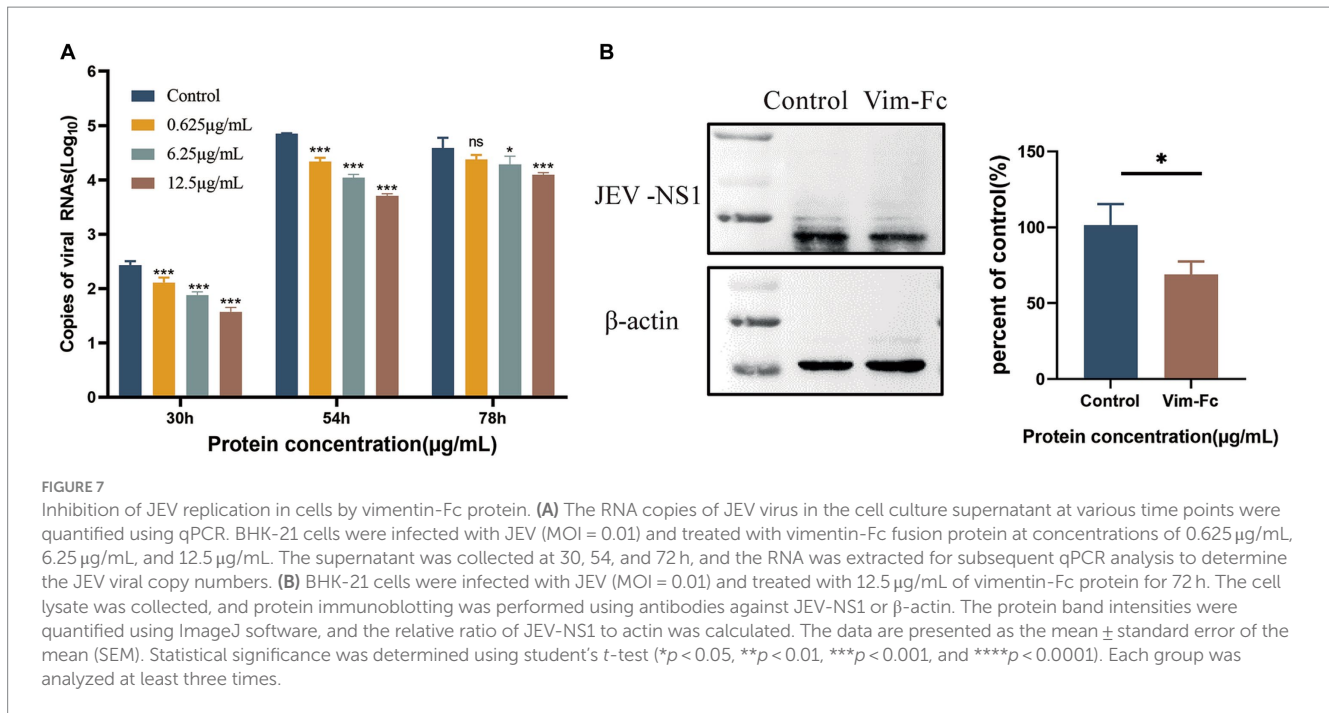 A
Copies of viral RNAs(Log10)
6
5
4
3
2
1
0
Control
0.625µg/mL
6.25µg/mL
12.5µg/mL
***
***
***
***
***
***
ns
*
***
30h
54h
78h
Protein concentration(µg/mL)
B
Control Vim-Fc
JEV -NS1
β-actin
percent of control(%)
150
100
50
0
*
Control
Vim-Fc
Protein concentration(µg/mL)
FIGURE 7
Inhibition of JEV replication in cells by vimentin-Fc protein. (A) The RNA copies of JEV virus in the cell culture supernatant at various time points were
quantified using qPCR. BHK-21 cells were infected with JEV (MOI = 0.01) and treated with vimentin-Fc fusion protein at concentrations of 0.625 µg/mL,
6.25 µg/mL, and 12.5 µg/mL. The supernatant was collected at 30, 54, and 72 h, and the RNA was extracted for subsequent qPCR analysis to determine
the JEV viral copy numbers. (B) BHK-21 cells were infected with JEV (MOI = 0.01) and treated with 12.5 µg/mL of vimentin-Fc protein for 72 h. The cell
lysate was collected, and protein immunoblotting was performed using antibodies against JEV-NS1 or β-actin. The protein band intensities were
quantified using ImageJ software, and the relative ratio of JEV-NS1 to actin was calculated. The data are presented as the mean ± standard error of the
mean (SEM). Statistical significance was determined using student's t-test (*p < 0.05, **p < 0.01, ***p < 0.001, and ****p < 0.0001). Each group was
analyzed at least three times.